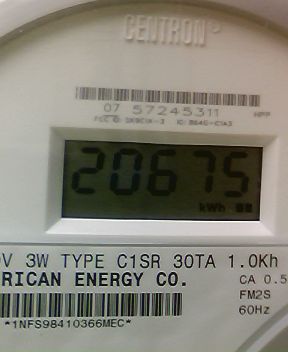 CENTRON®
07 57245311
HPP
20675
kWh
V 3W TYPE C1SR 30TA 1.0Kh
RICAN ENERGY CO.
CA 0.5
FM2S
60Hz
*1NFS98410366MEC*